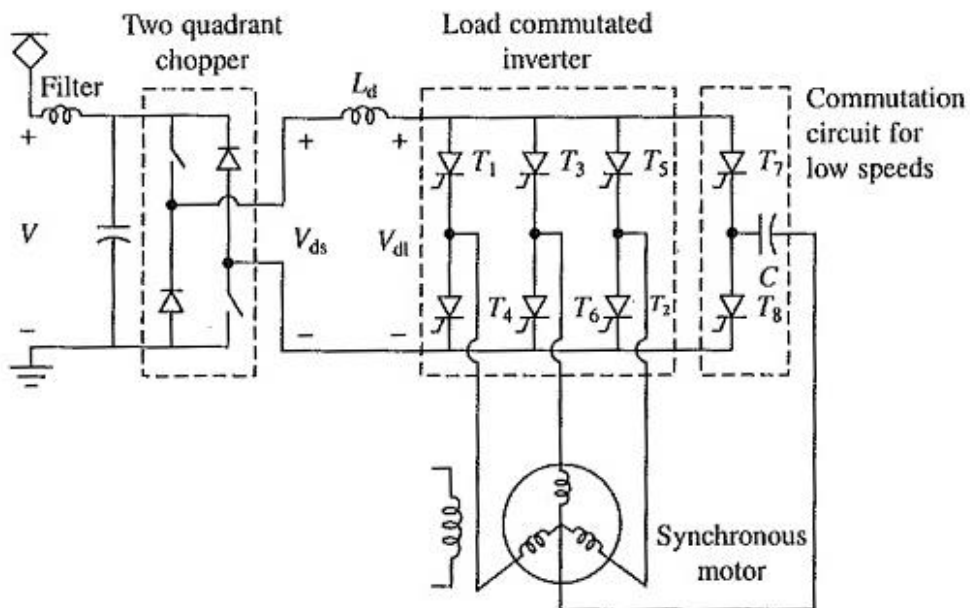 Two quadrant
chopper
Load commutated
inverter
Filter
L_d
Commutation
circuit for
low speeds
+
+
+
T_1
T_3
T_5
T_7
V
V_ds
V_dl
C
T_4
T_6
T_2
T_8
−
−
−
Synchronous
motor